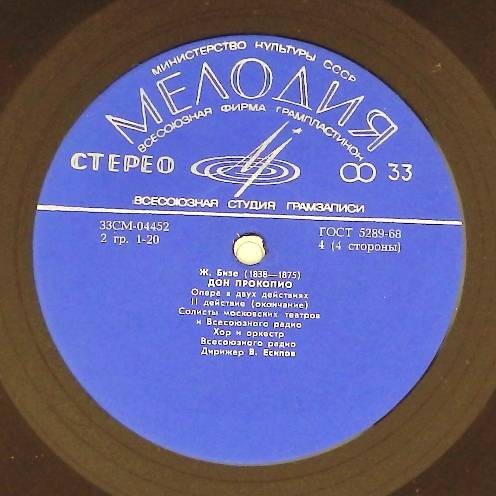 МИНИСТЕРСТВО КУЛЬТУРЫ СССР
МЕЛОДИЯ
ВСЕСОЮЗНАЯ ФИРМА ГРАМПЛАСТИНОК
СТЕРЕО
33
ВСЕСОЮЗНАЯ СТУДИЯ ГРАМЗАПИСИ
33СМ-04452
2 гр. 1-20
ГОСТ 5289-68
4 (4 стороны)
Ж. Бизе (1838—1875)
ДОН ПРОКОПИО
Опера в двух действиях
II действие (окончание)
Солисты московских театров
и Всесоюзного радио
Хор и оркестр
Всесоюзного радио
Дирижер В. Есипов